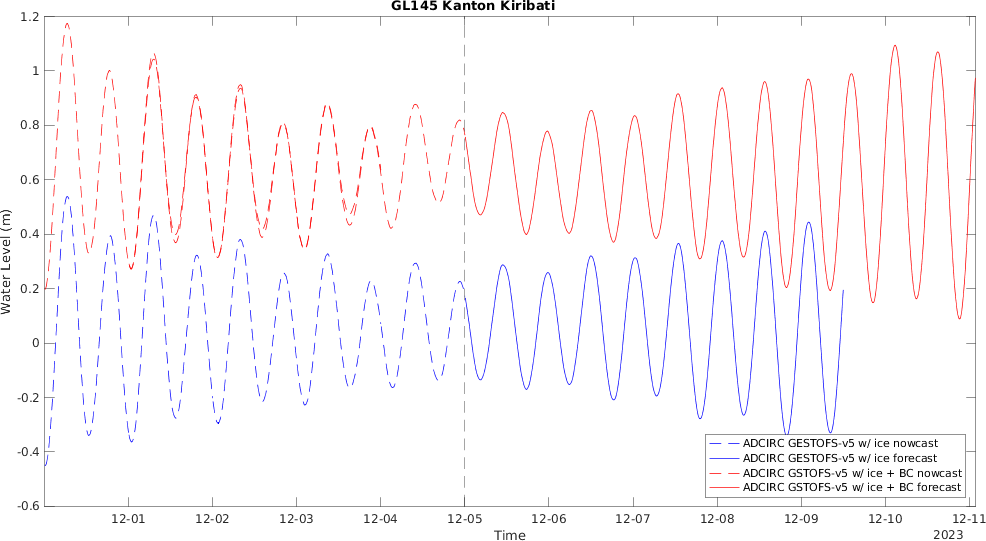 GL145 Kanton Kiribati
1.2
1
0.8
0.6
0.4
0.2
0
-0.2
-0.4
-0.6
Water Level (m)
ADCIRC GESTOFS-v5 w/ ice nowcast
ADCIRC GESTOFS-v5 w/ ice forecast
ADCIRC GSTOFS-v5 w/ ice + BC nowcast
ADCIRC GSTOFS-v5 w/ ice + BC forecast
12-01 12-02 12-03 12-04 12-05 12-06 12-07 12-08 12-09 12-10 12-11
Time
2023